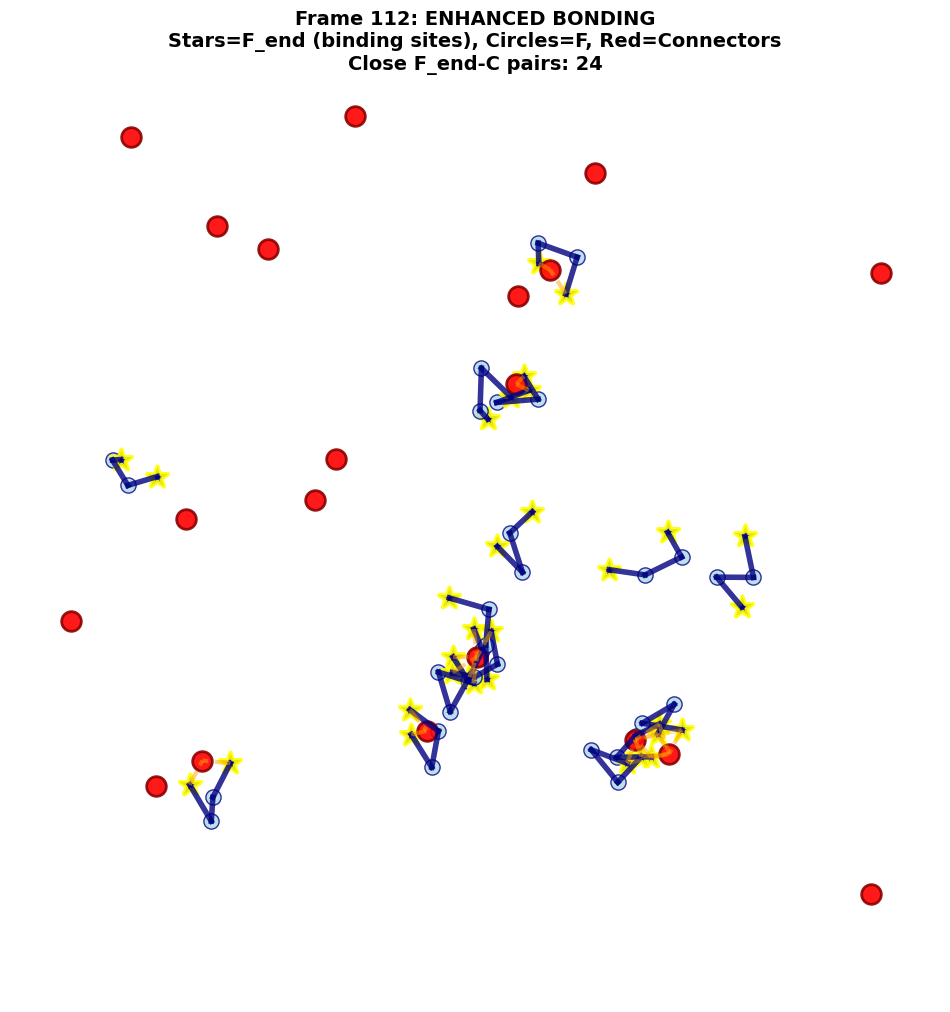 Frame 112: ENHANCED BONDING
Stars=F_end (binding sites), Circles=F, Red=Connectors
Close F_end-C pairs: 24